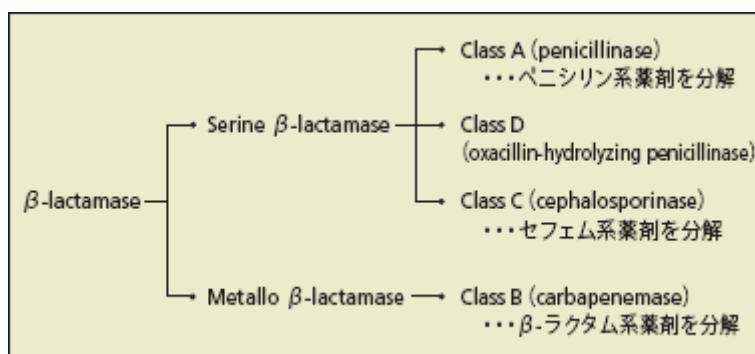 Class A (penicillinase)
・・・ペニシリン系薬剤を分解
Serine β-lactamase
Class D
(oxacillin-hydrolyzing penicillinase)
β-lactamase
Class C (cephalosporinase)
・・・セフェム系薬剤を分解
Metallo β-lactamase
Class B (carbapenemase)
・・・β-ラクタム系薬剤を分解